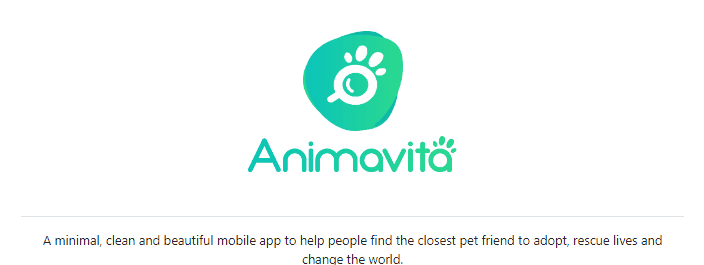 Animavita
A minimal, clean and beautiful mobile app to help people find the closest pet friend to adopt, rescue lives and
change the world.